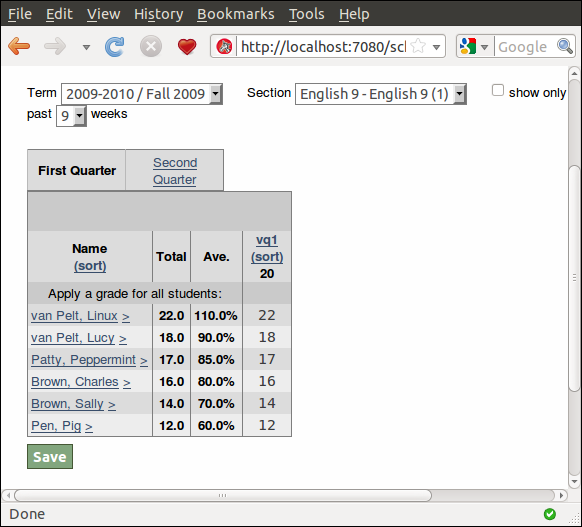 File Edit View History Bookmarks Tools Help
http://localhost:7080/scl Google
Term 2009-2010 / Fall 2009 Section English 9 - English 9 (1) show only
past 9 weeks
First Quarter Second Quarter
Name (sort) Total Ave. vq1 (sort) 20
Apply a grade for all students:
van Pelt, Linux > 22.0 110.0% 22
van Pelt, Lucy > 18.0 90.0% 18
Patty, Peppermint > 17.0 85.0% 17
Brown, Charles > 16.0 80.0% 16
Brown, Sally > 14.0 70.0% 14
Pen, Pig > 12.0 60.0% 12
Save
Done